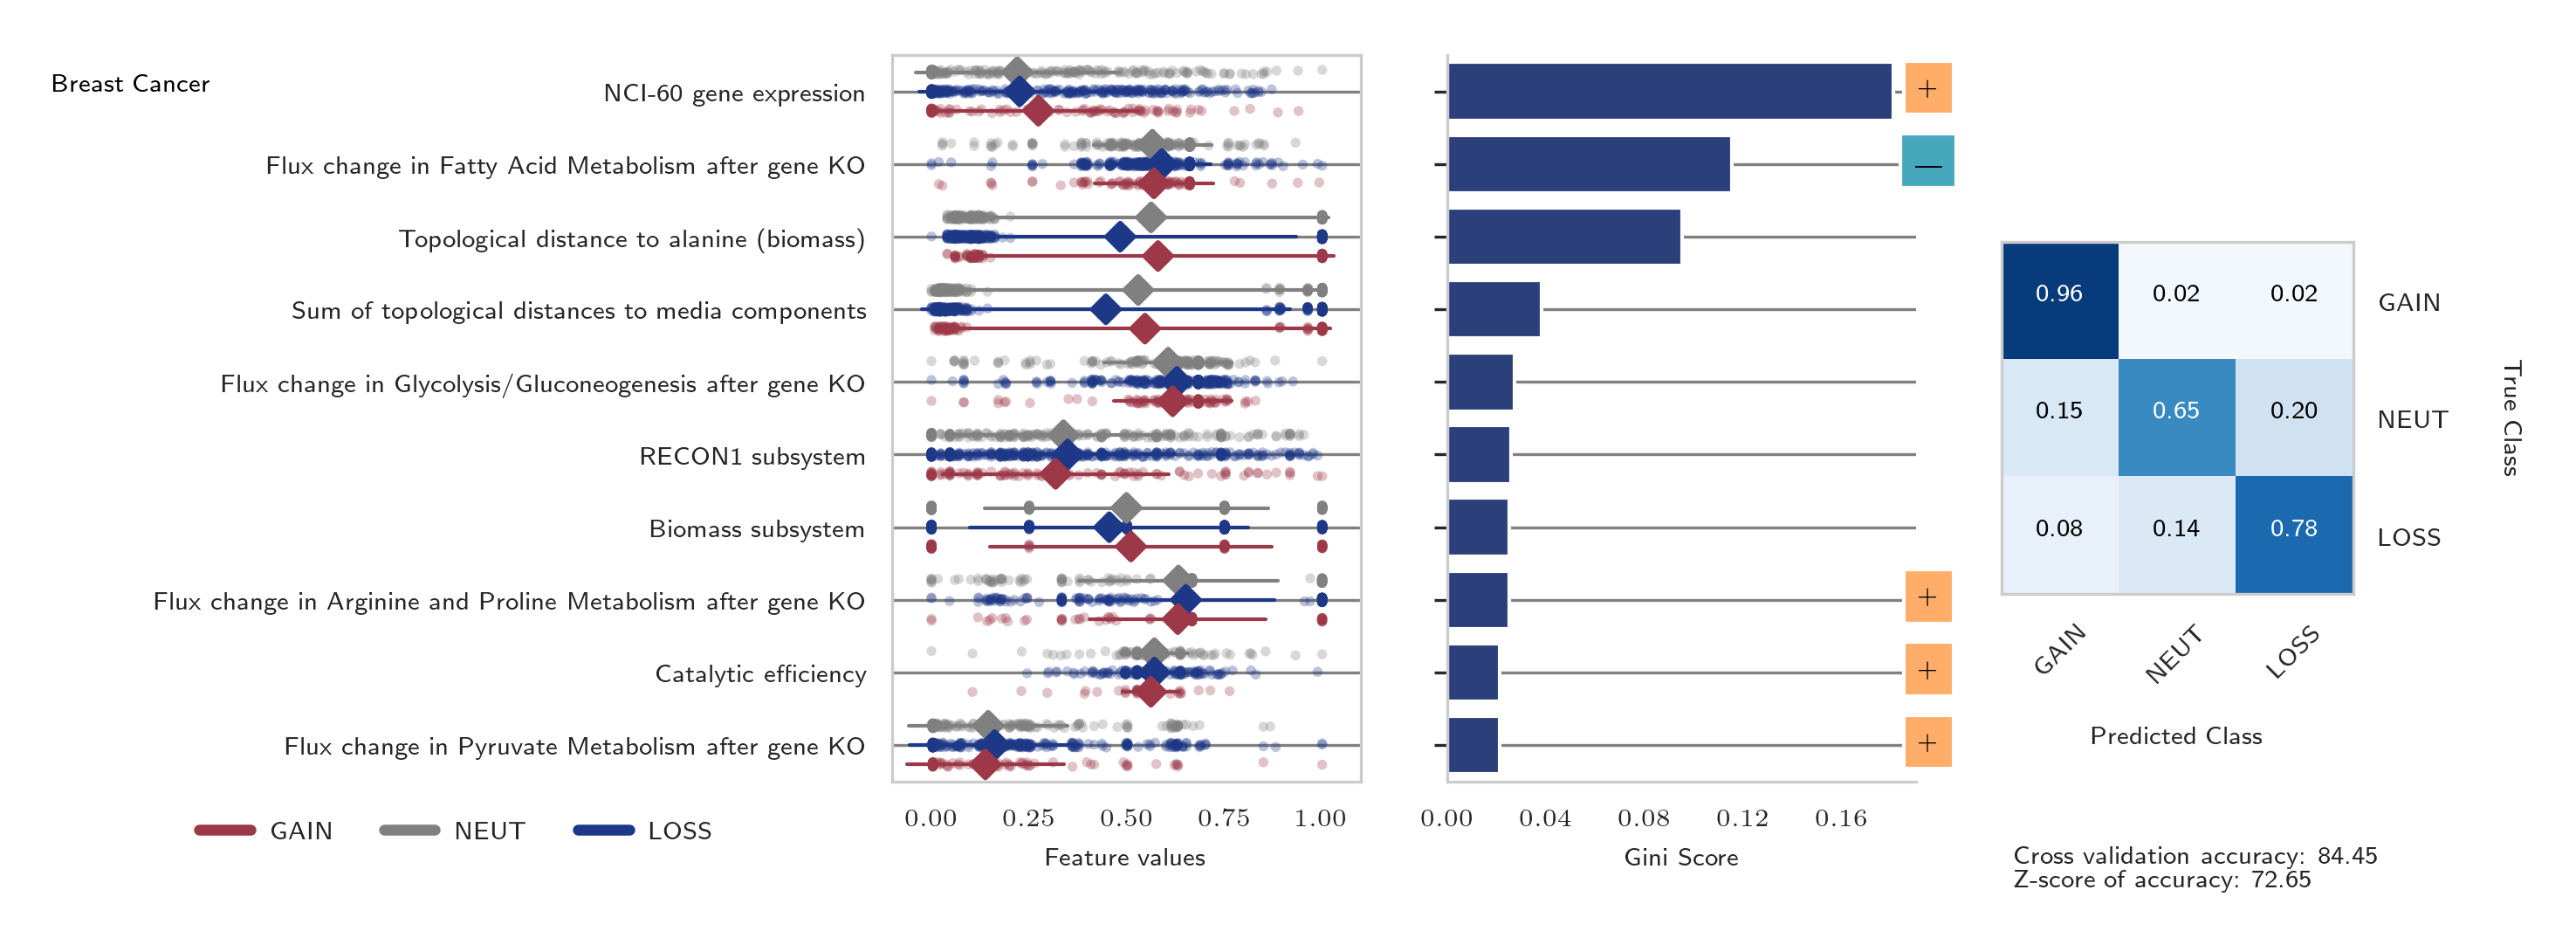 Breast Cancer
NCI-60 gene expression
Flux change in Fatty Acid Metabolism after gene KO
Topological distance to alanine (biomass)
Sum of topological distances to media components
Flux change in Glycolysis/Gluconeogenesis after gene KO
RECON1 subsystem
Biomass subsystem
Flux change in Arginine and Proline Metabolism after gene KO
Catalytic efficiency
Flux change in Pyruvate Metabolism after gene KO
GAIN NEUT LOSS
0.00 0.25 0.50 0.75 1.00
Feature values
+
—
+
+
+
0.00 0.04 0.08 0.12 0.16
Gini Score
0.96 0.02 0.02 GAIN
0.15 0.65 0.20 NEUT
0.08 0.14 0.78 LOSS
True Class
GAIN NEUT LOSS
Predicted Class
Cross validation accuracy: 84.45
Z-score of accuracy: 72.65